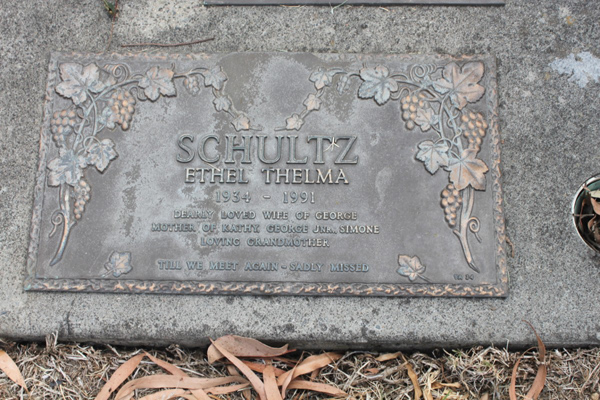 SCHULTZ
ETHEL THELMA
1934 - 1991
DEARLY LOVED WIFE OF GEORGE
MOTHER OF KATHY, GEORGE JNR, SIMONE
LOVING GRANDMOTHER
TILL WE MEET AGAIN - SADLY MISSED